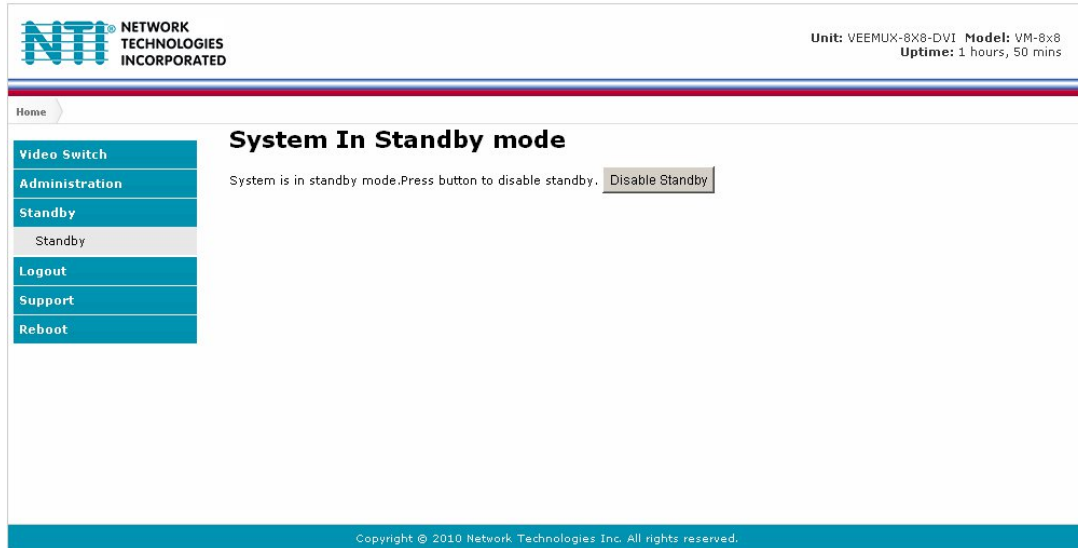 NTI® NETWORK
TECHNOLOGIES
INCORPORATED
Unit: VEEMUX-8X8-DVI Model: VM-8x8
Uptime: 1 hours, 50 mins
Home
Video Switch
Administration
Standby
Standby
Logout
Support
Reboot
System In Standby mode
System is in standby mode.Press button to disable standby. Disable Standby
Copyright © 2010 Network Technologies Inc. All rights reserved.